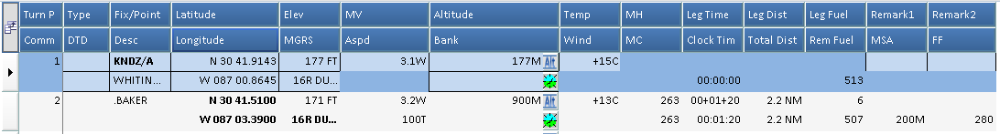 Turn P Type Fix/Point Latitude Elev MV Altitude Temp MH Leg Time Leg Dist Leg Fuel Remark1 Remark2
Comm DTD Desc Longitude MGRS Aspd Bank Wind MC Clock Tim Total Dist Rem Fuel MSA FF
1 KNDZ/A N 30 41.9143 177 FT 3.1W 177M Alt +15C
WHITIN... W 087 00.8645 16R DU... 00:00:00 513
2 .BAKER N 30 41.5100 171 FT 3.2W 900M Alt +13C 263 00+01+20 2.2 NM 6
W 087 03.3900 16R DU... 100T 263 00:01:20 2.2 NM 507 200M 280